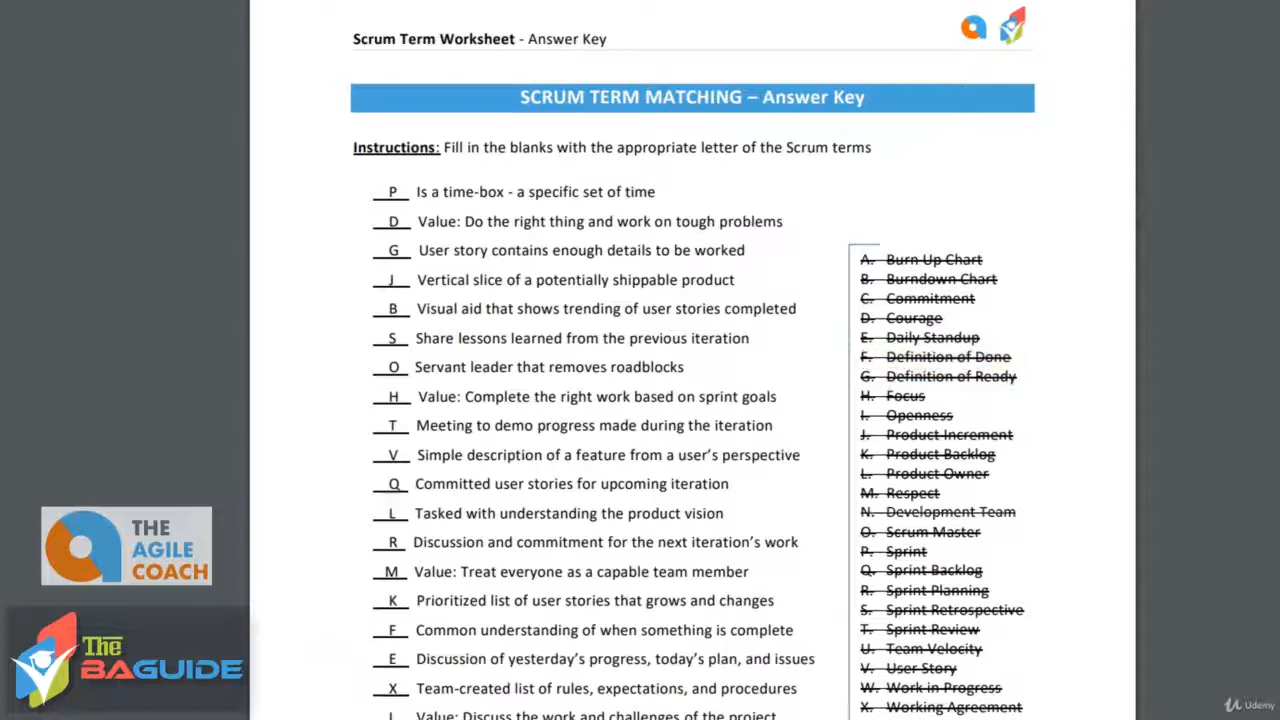 Scrum Term Worksheet - Answer Key
SCRUM TERM MATCHING – Answer Key
Instructions: Fill in the blanks with the appropriate letter of the Scrum terms
P Is a time-box - a specific set of time
D Value: Do the right thing and work on tough problems
G User story contains enough details to be worked
J Vertical slice of a potentially shippable product
B Visual aid that shows trending of user stories completed
S Share lessons learned from the previous iteration
O Servant leader that removes roadblocks
H Value: Complete the right work based on sprint goals
T Meeting to demo progress made during the iteration
V Simple description of a feature from a user's perspective
Q Committed user stories for upcoming iteration
L Tasked with understanding the product vision
R Discussion and commitment for the next iteration's work
M Value: Treat everyone as a capable team member
K Prioritized list of user stories that grows and changes
F Common understanding of when something is complete
E Discussion of yesterday's progress, today's plan, and issues
X Team-created list of rules, expectations, and procedures
I Value: Discuss the work and challenges of the project
A. Burn Up Chart
B. Burndown Chart
C. Commitment
D. Courage
E. Daily Standup
F. Definition of Done
G. Definition of Ready
H. Focus
I. Openness
J. Product Increment
K. Product Backlog
L. Product Owner
M. Respect
N. Development Team
O. Scrum Master
P. Sprint
Q. Sprint Backlog
R. Sprint Planning
S. Sprint Retrospective
T. Sprint Review
U. Team Velocity
V. User Story
W. Work in Progress
X. Working Agreement
THE
AGILE
COACH
The
BAGUIDE
Udemy